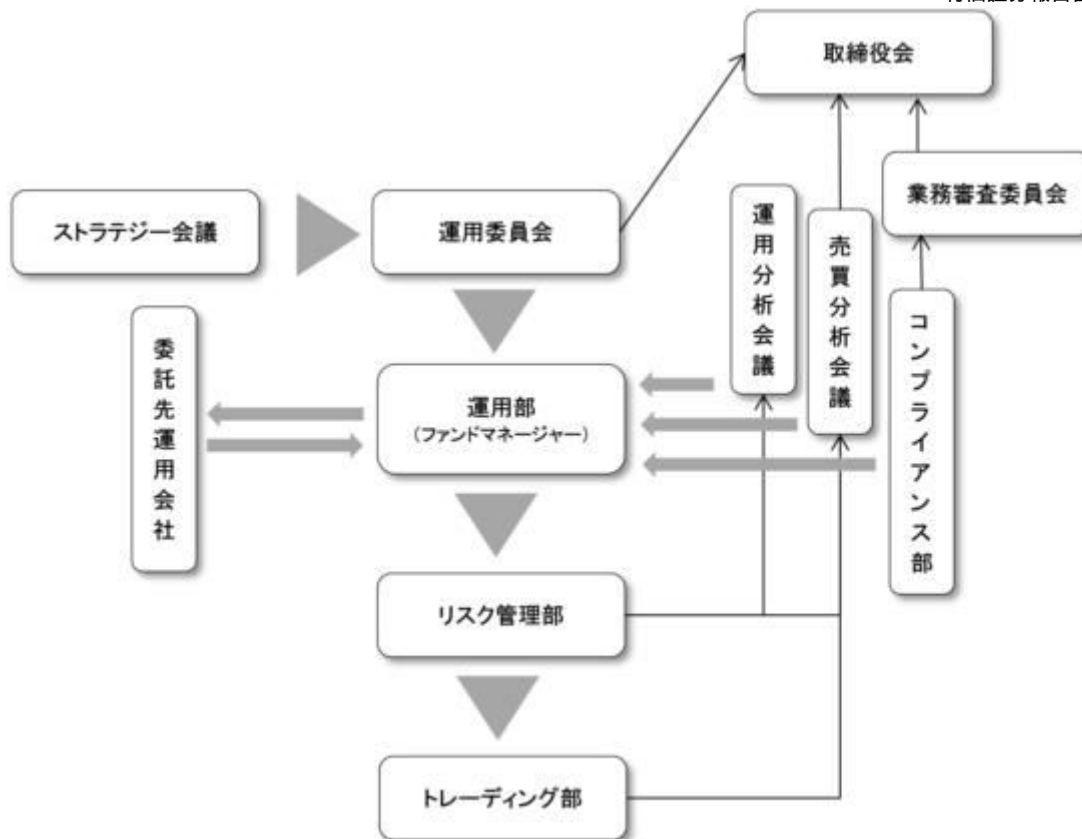 取締役会
業務審査委員会
ストラテジー会議
運用委員会
運用分析会議
売買分析会議
コンプライアンス部
委託先運用会社
運用部
（ファンドマネージャー）
リスク管理部
トレーディング部